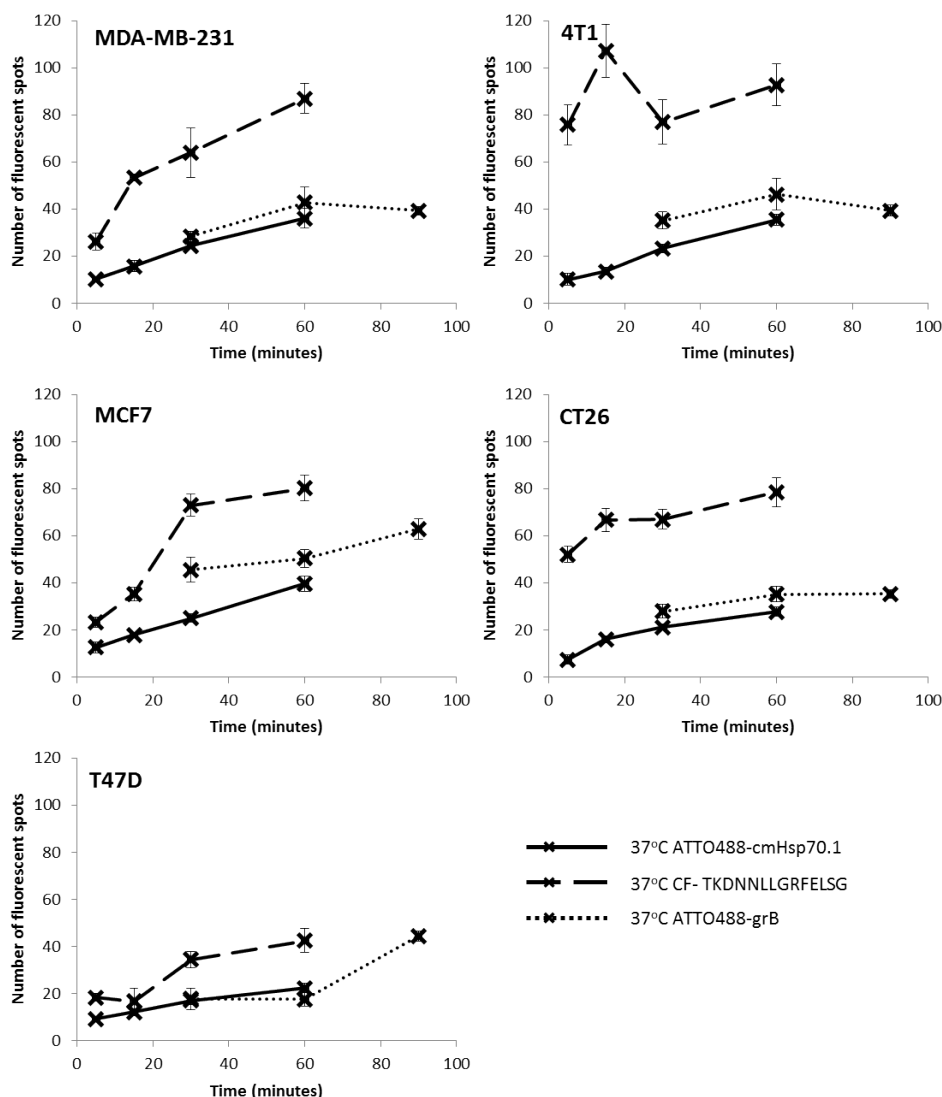 MDA-MB-231
Number of fluorescent spots
120
100
80
60
40
20
0
0 20 40 60 80 100
Time (minutes)
4T1
Number of fluorescent spots
120
100
80
60
40
20
0
0 20 40 60 80 100
Time (minutes)
MCF7
Number of fluorescent spots
120
100
80
60
40
20
0
0 20 40 60 80 100
Time (minutes)
CT26
Number of fluorescent spots
120
100
80
60
40
20
0
0 20 40 60 80 100
Time (minutes)
T47D
Number of fluorescent spots
120
100
80
60
40
20
0
0 20 40 60 80 100
Time (minutes)
37°C ATTO488-cmHsp70.1
37°C CF- TKDNNLLGRFELSG
37°C ATTO488-grB